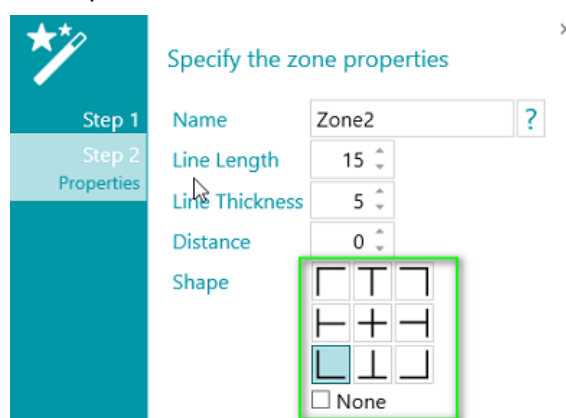 Specify the zone properties
Step 1
Step 2
Properties
Name Zone2 ?
Line Length 15
Line Thickness 5
Distance 0
Shape
None